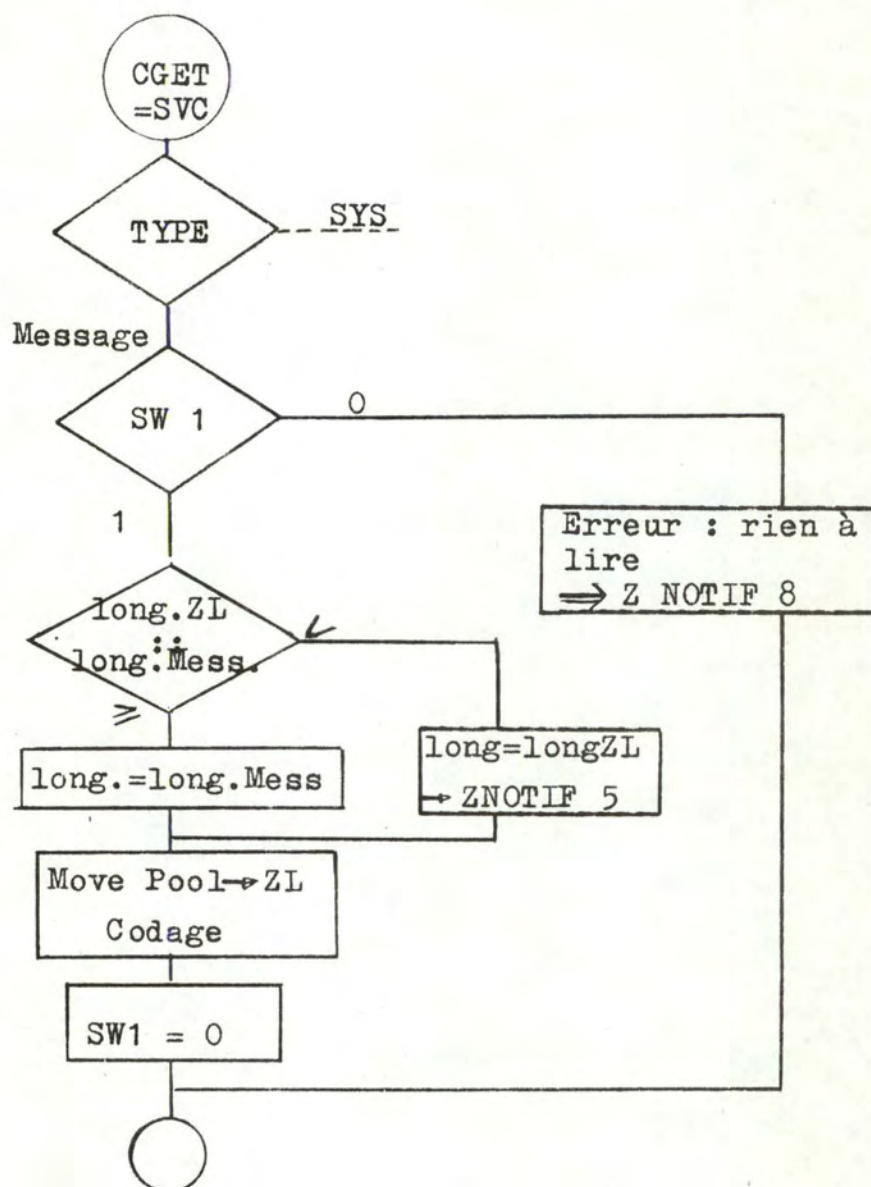 CGET
=SVC
TYPE
SYS
Message
SW 1
0
1
Erreur : rien à
lire
⇒ Z NOTIF 8
long.ZL
::
long.Mess.
<
≥
long=longZL
→ ZNOTIF 5
long.=long.Mess
Move Pool→ZL
Codage
SW1 = 0